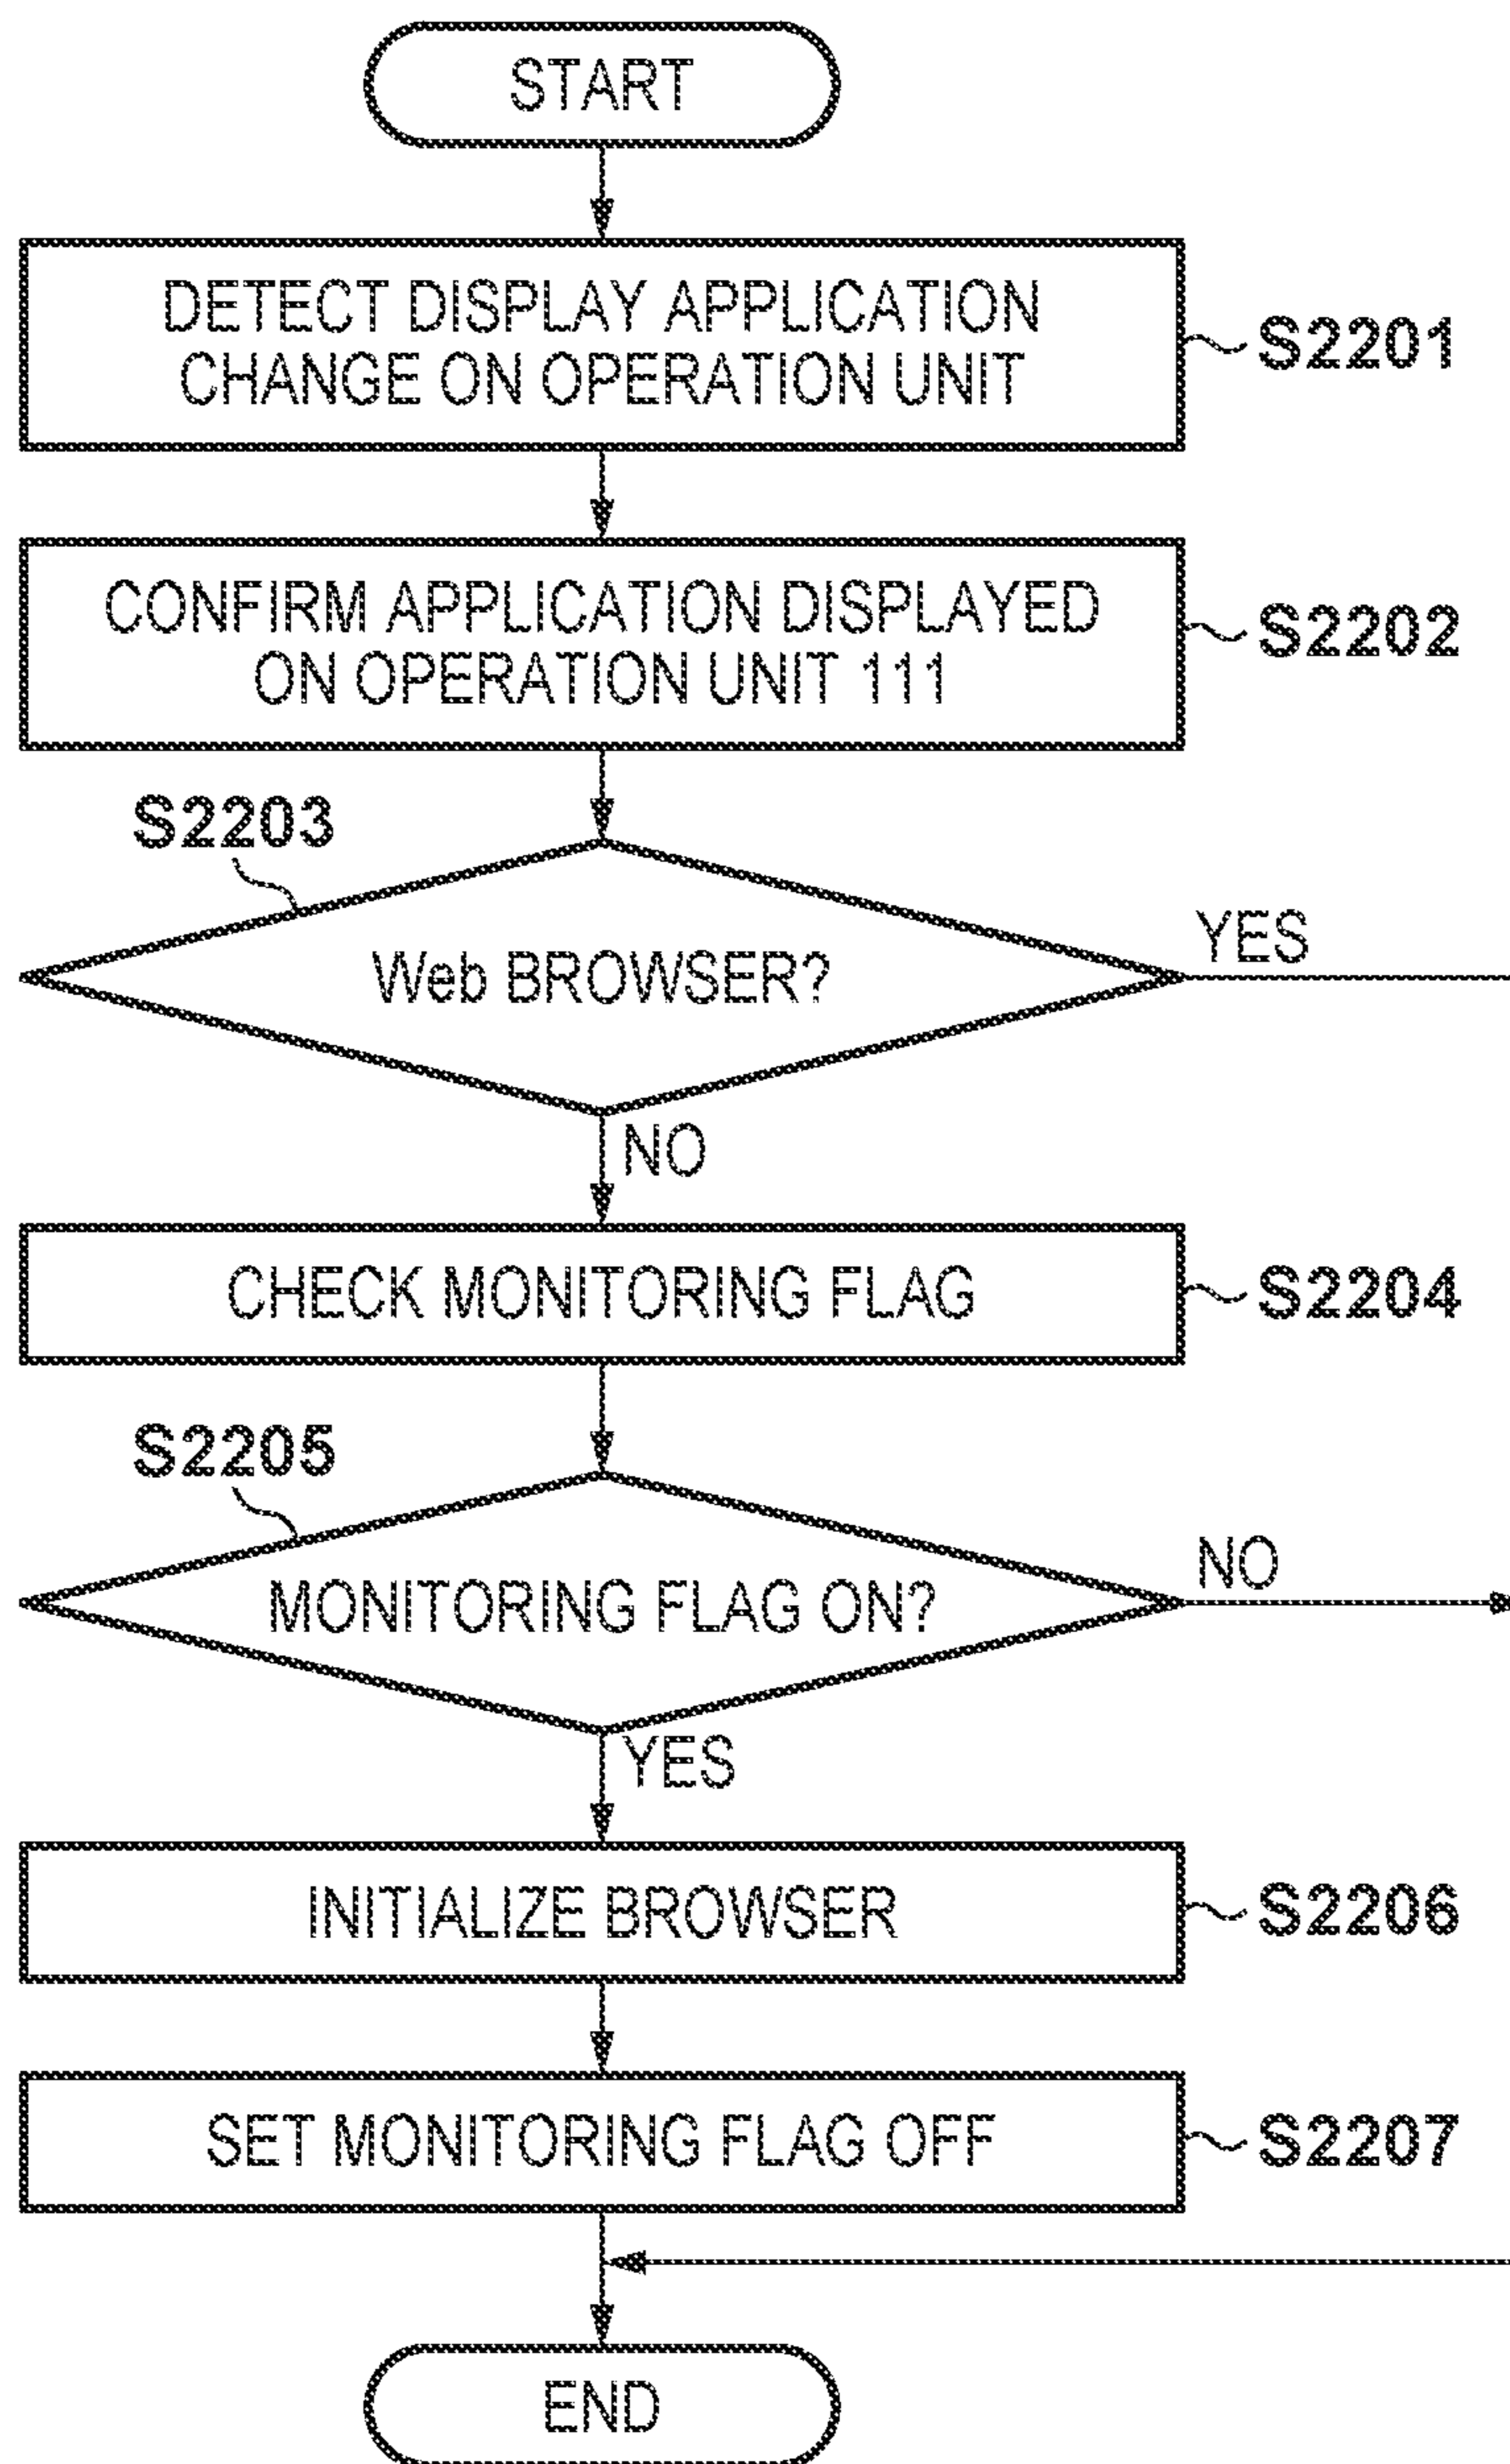 START
DETECT DISPLAY APPLICATION
CHANGE ON OPERATION UNIT
S2201
CONFIRM APPLICATION DISPLAYED
ON OPERATION UNIT 111
S2202
S2203
Web BROWSER?
YES
NO
CHECK MONITORING FLAG
S2204
S2205
MONITORING FLAG ON?
NO
YES
INITIALIZE BROWSER
S2206
SET MONITORING FLAG OFF
S2207
END